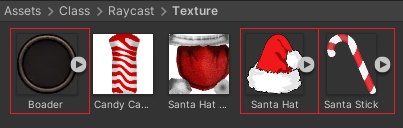 Assets > Class > Raycast > Texture
Boader Candy Ca... Santa Hat ... Santa Hat Santa Stick